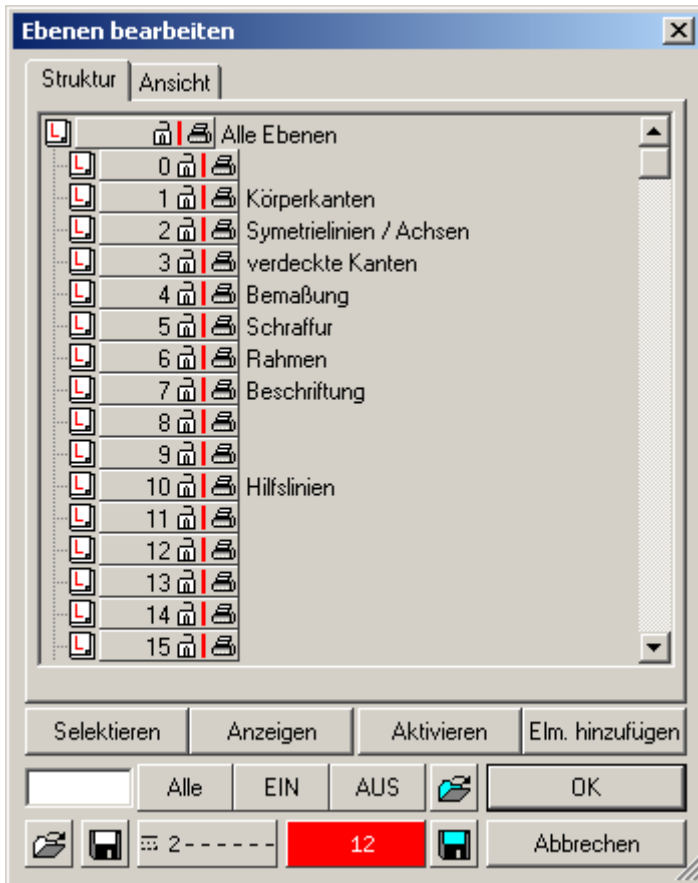 Ebenen bearbeiten
Struktur Ansicht
L Alle Ebenen
L 0
L 1 Körperkanten
L 2 Symetrielinien / Achsen
L 3 verdeckte Kanten
L 4 Bemaßung
L 5 Schraffur
L 6 Rahmen
L 7 Beschriftung
L 8
L 9
L 10 Hilfslinien
L 11
L 12
L 13
L 14
L 15
Selektieren Anzeigen Aktivieren Elm. hinzufügen
Alle EIN AUS OK
2 - - - - - - 12 Abbrechen